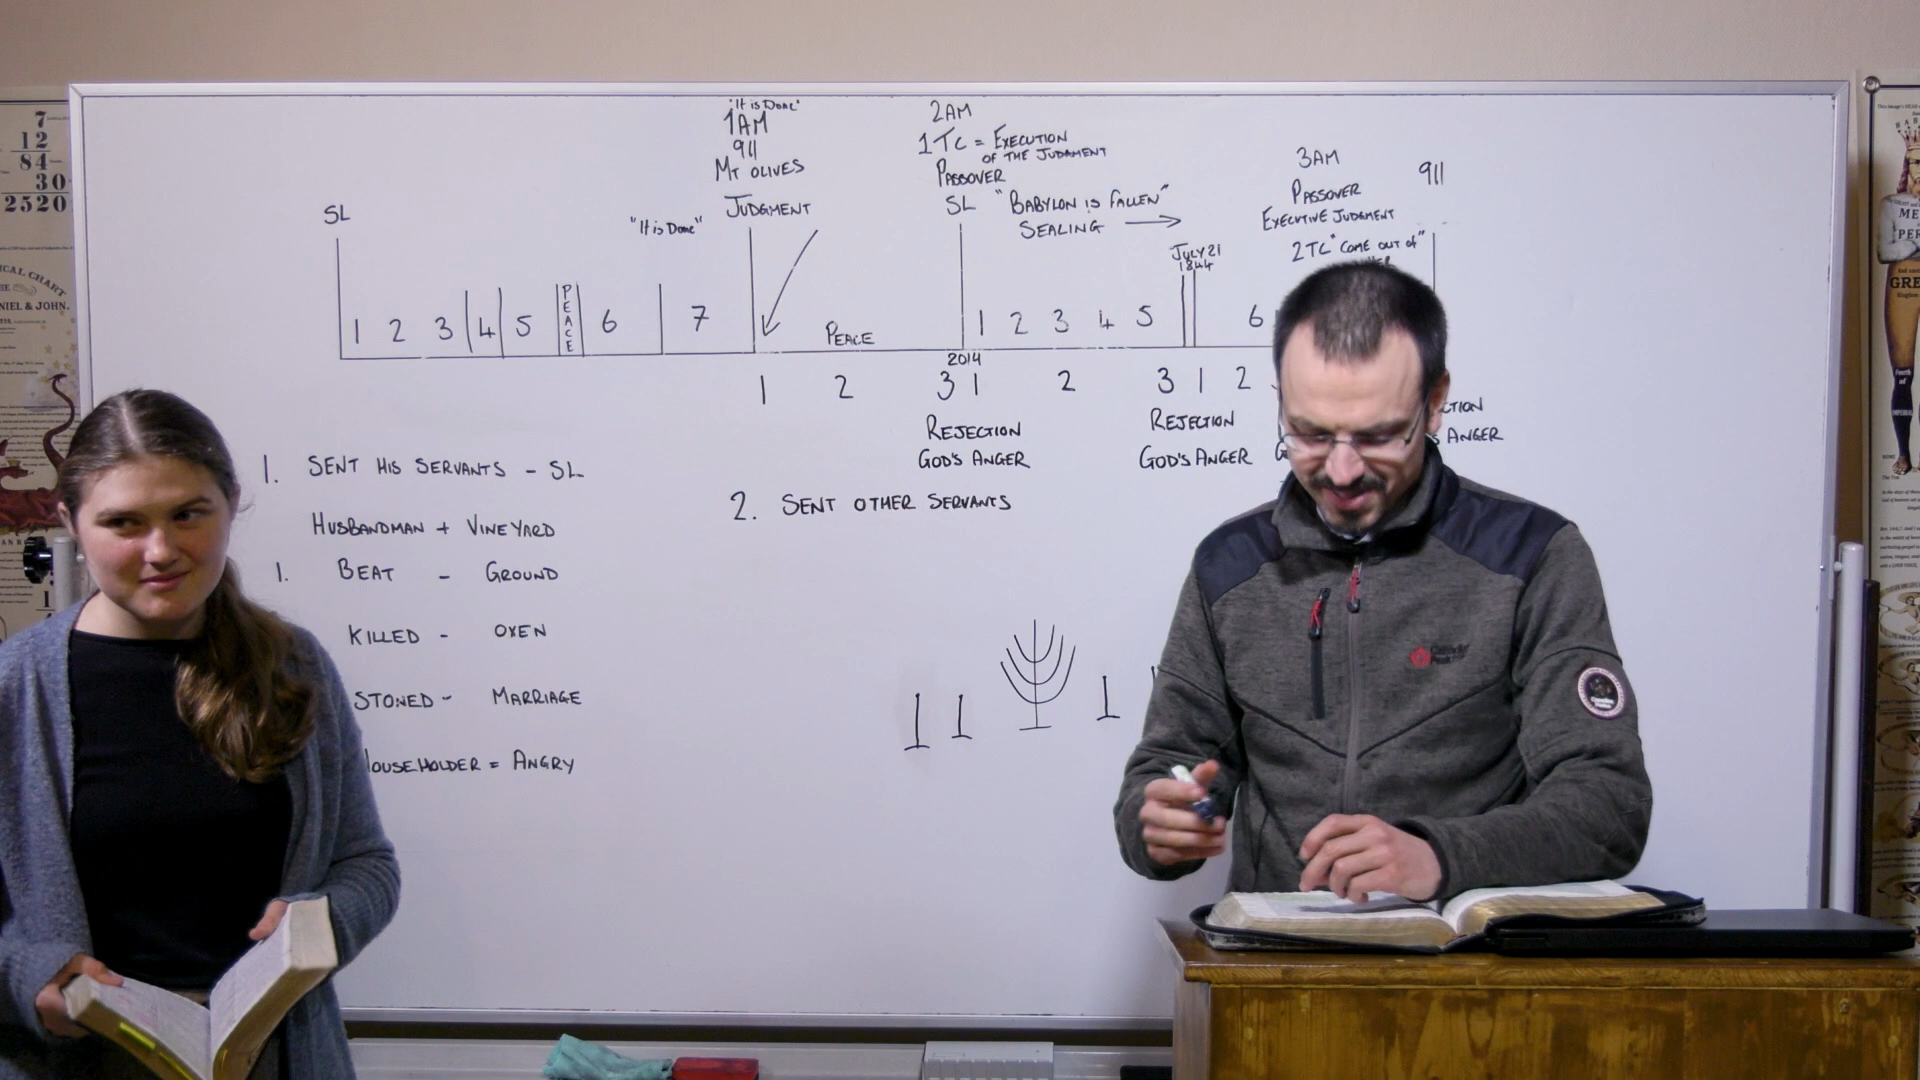 7
12
84
30
2520
SL
"It is Done"
"It is Done"
1AM
911
MT OLIVES
JUDGMENT
2AM
1TC = EXECUTION
OF THE JUDGMENT
PASSOVER
SL "BABYLON IS FALLEN"
SEALING
JULY 21
1844
3AM
PASSOVER
EXECUTIVE JUDGMENT
2TC "COME OUT OF"
911
1 2 3 4 5 PEACE 6 7
PEACE
1 2 3 4 5 6
2014
1 2 3 1 2 3 1 2
REJECTION
GOD'S ANGER
REJECTION
GOD'S ANGER
ANGER
1. SENT HIS SERVANTS - SL
HUSBANDMAN + VINEYARD
1. BEAT - GROUND
KILLED - OXEN
STONED - MARRIAGE
HOUSEHOLDER = ANGRY
2. SENT OTHER SERVANTS
NIEL & JOHN.